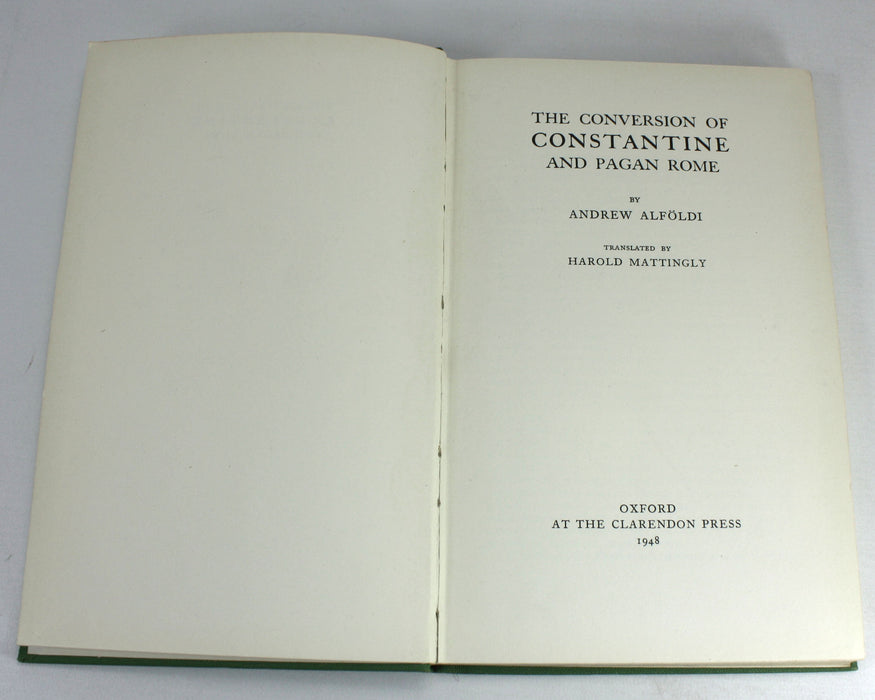 THE CONVERSION OF
CONSTANTINE
AND PAGAN ROME
BY
ANDREW ALFÖLDI
TRANSLATED BY
HAROLD MATTINGLY
OXFORD
AT THE CLARENDON PRESS
1948